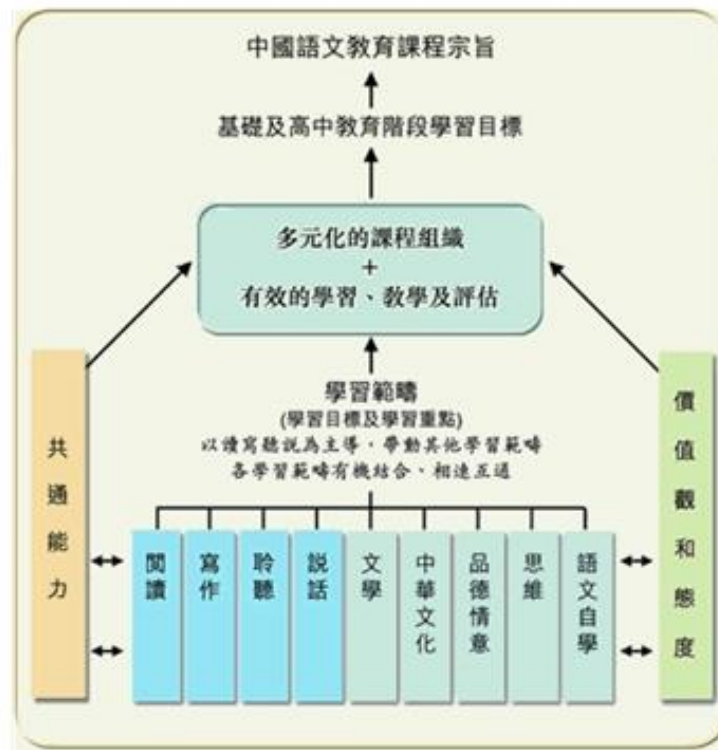 中國語文教育課程宗旨
基礎及高中教育階段學習目標
多元化的課程組織
+
有效的學習、教學及評估
學習範疇
(學習目標及學習重點)
以讀寫聽說為主導，帶動其他學習範疇
各學習範疇有機結合、相連互通
共通能力
閱讀
寫作
聆聽
說話
文學
中華文化
品德情意
思維
語文自學
價值觀和態度